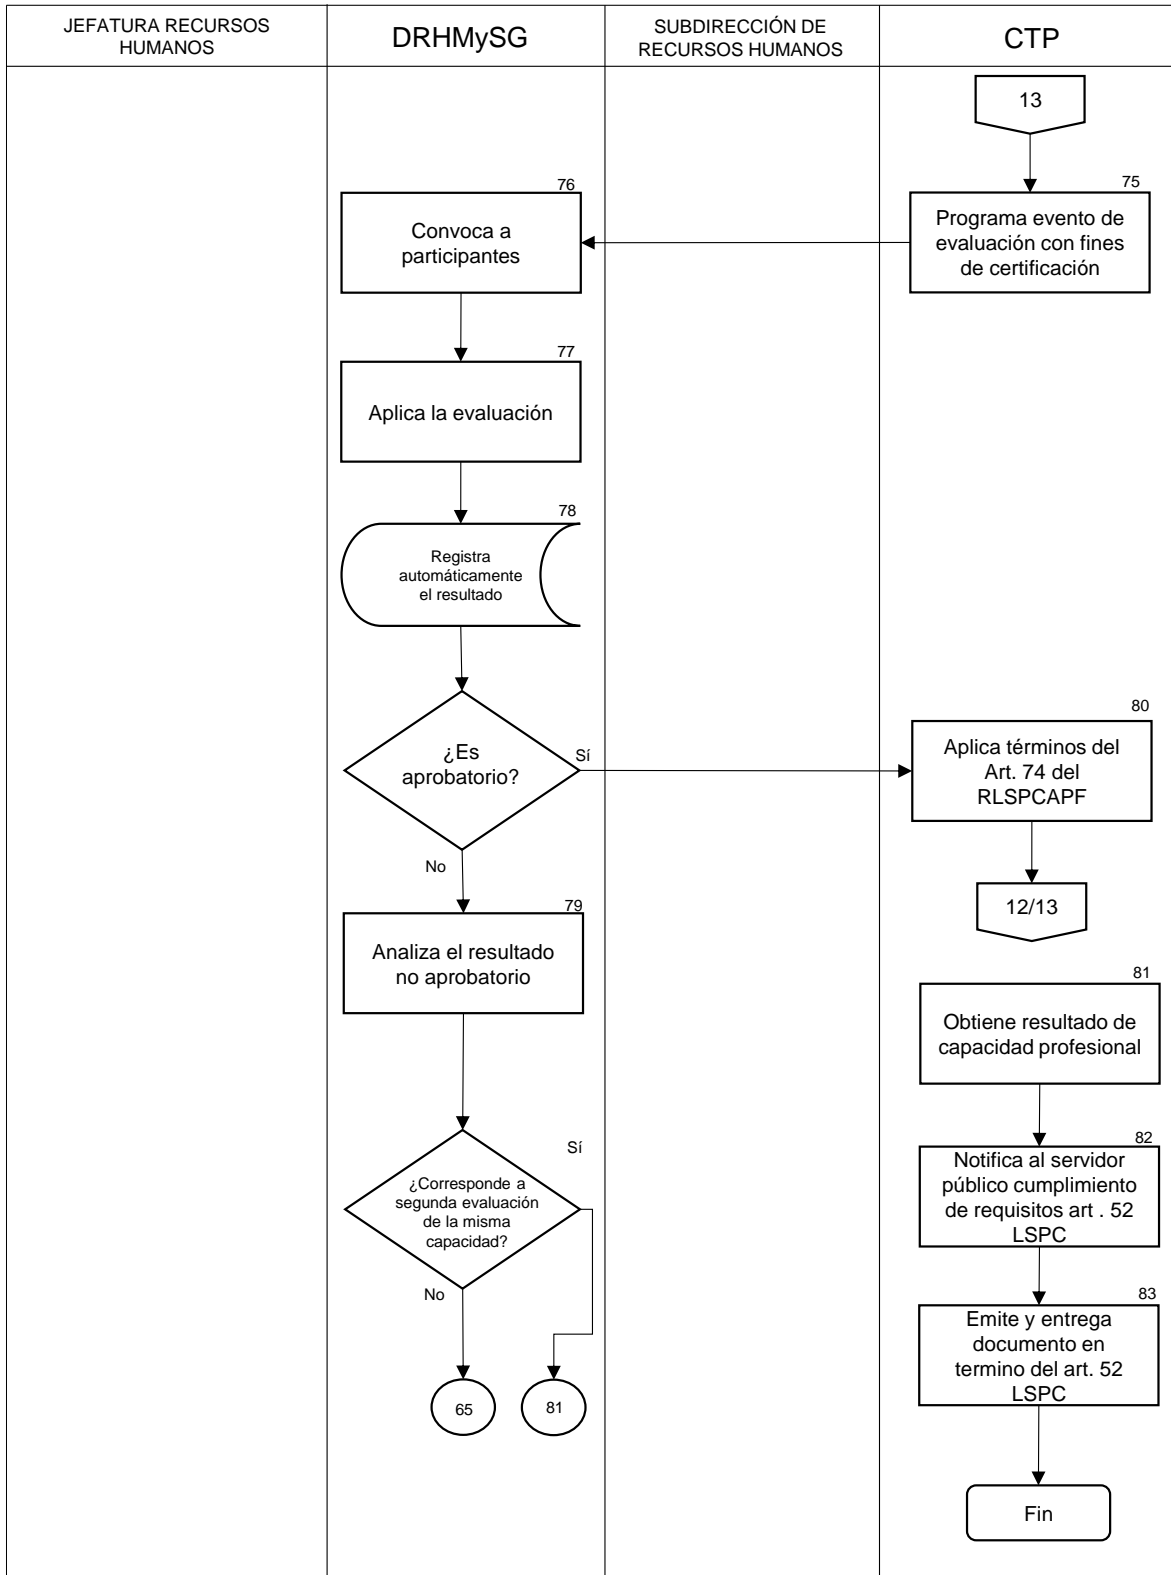 JEFATURA RECURSOS
HUMANOS
DRHMySG
SUBDIRECCIÓN DE
RECURSOS HUMANOS
CTP
13
75
Programa evento de
evaluación con fines
de certificación
76
Convoca a
participantes
77
Aplica la evaluación
78
Registra
automáticamente
el resultado
¿Es
aprobatorio?
Sí
No
80
Aplica términos del
Art. 74 del
RLSPCAPF
12/13
79
Analiza el resultado
no aprobatorio
¿Corresponde a
segunda evaluación
de la misma
capacidad?
Sí
No
65
81
81
Obtiene resultado de
capacidad profesional
82
Notifica al servidor
público cumplimiento
de requisitos art . 52
LSPC
83
Emite y entrega
documento en
termino del art. 52
LSPC
Fin